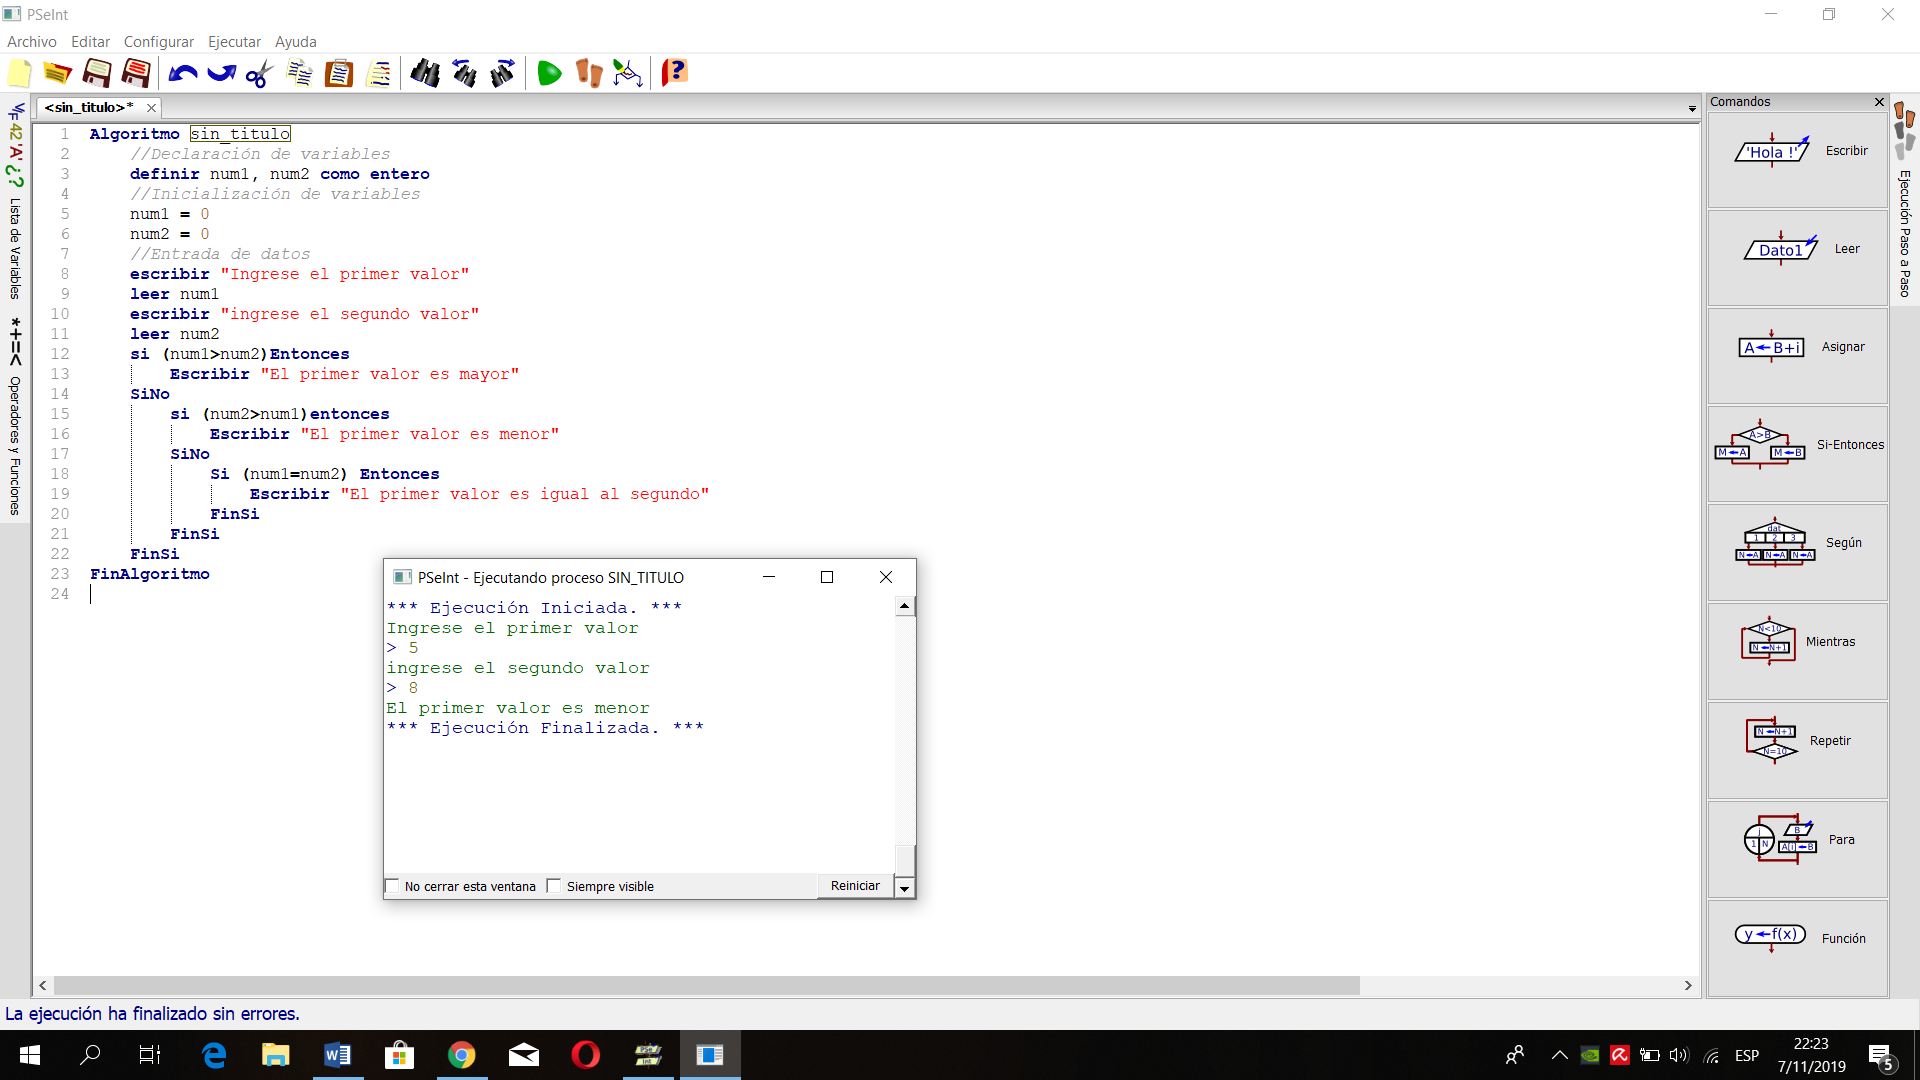 PSeInt
Archivo Editar Configurar Ejecutar Ayuda
<sin_titulo>*
Comandos
1 Algoritmo sin_titulo
2 //Declaración de variables
3 definir num1, num2 como entero
4 //Inicialización de variables
5 num1 = 0
6 num2 = 0
7 //Entrada de datos
8 escribir "Ingrese el primer valor"
9 leer num1
10 escribir "ingrese el segundo valor"
11 leer num2
12 si (num1>num2)Entonces
13 Escribir "El primer valor es mayor"
14 SiNo
15 si (num2>num1)entonces
16 Escribir "El primer valor es menor"
17 SiNo
18 Si (num1=num2) Entonces
19 Escribir "El primer valor es igual al segundo"
20 FinSi
21 FinSi
22 FinSi
23 FinAlgoritmo
24
42 'A' ¿?
Lista de Variables
*+=<
Operadores y Funciones
PSeInt - Ejecutando proceso SIN_TITULO
*** Ejecución Iniciada. ***
Ingrese el primer valor
> 5
ingrese el segundo valor
> 8
El primer valor es menor
*** Ejecución Finalizada. ***
No cerrar esta ventana Siempre visible Reiniciar
'Hola !' Escribir
Dato1 Leer
A←B+i Asignar
A>B M←A M←B Si-Entonces
dat 1 2 3 N←A N←A N←A Según
N<10 N←N+1 Mientras
N←N+1 N=10 Repetir
i 1 N B A[i]←B Para
y←f(x) Función
Ejecución Paso a Paso
La ejecución ha finalizado sin errores.
ESP
22:23
7/11/2019
5